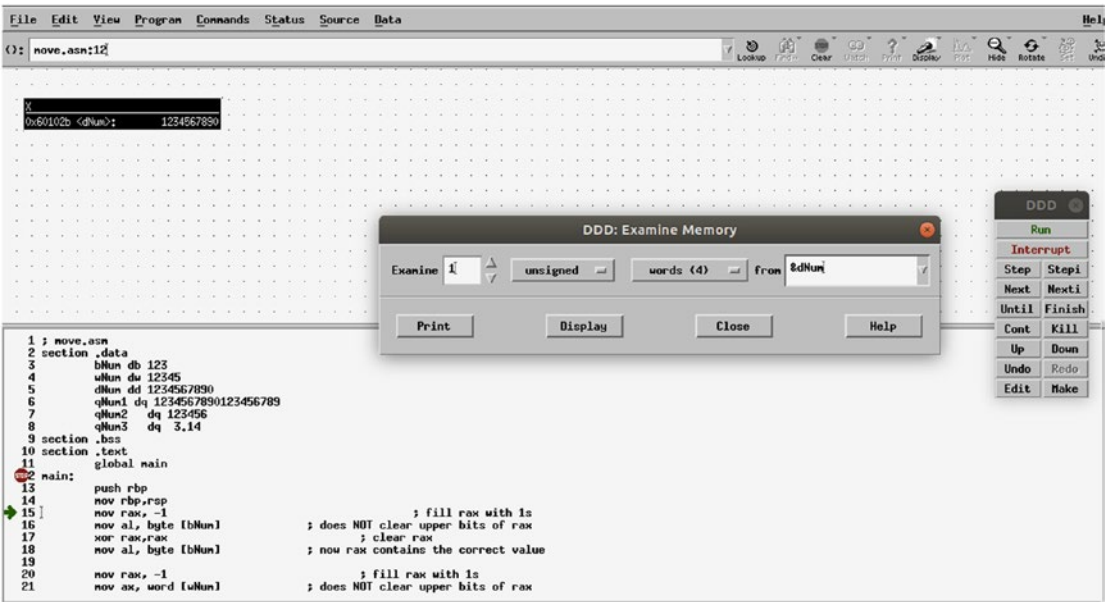 File Edit View Program Commands Status Source Data Help
(): move.asm:12
Lookup Clear Print Display Plot Hide Rotate Set
X
0x60102b <dNum>: 1234567890
DDD: Examine Memory
Examine 1 unsigned words (4) from &dNum
Print Display Close Help
DDD
Run
Interrupt
Step Stepi
Next Nexti
Until Finish
Cont Kill
Up Down
Undo Redo
Edit Make
1 ; move.asm
2 section .data
3 bNum db 123
4 wNum dw 12345
5 dNum dd 1234567890
6 qNum1 dq 1234567890123456789
7 qNum2 dq 123456
8 qNum3 dq 3.14
9 section .bss
10 section .text
11 global main
2 main:
13 push rbp
14 mov rbp,rsp
15 mov rax, -1 ; fill rax with 1s
16 mov al, byte [bNum] ; does NOT clear upper bits of rax
17 xor rax,rax ; clear rax
18 mov al, byte [bNum] ; now rax contains the correct value
19
20 mov rax, -1 ; fill rax with 1s
21 mov ax, word [wNum] ; does NOT clear upper bits of rax